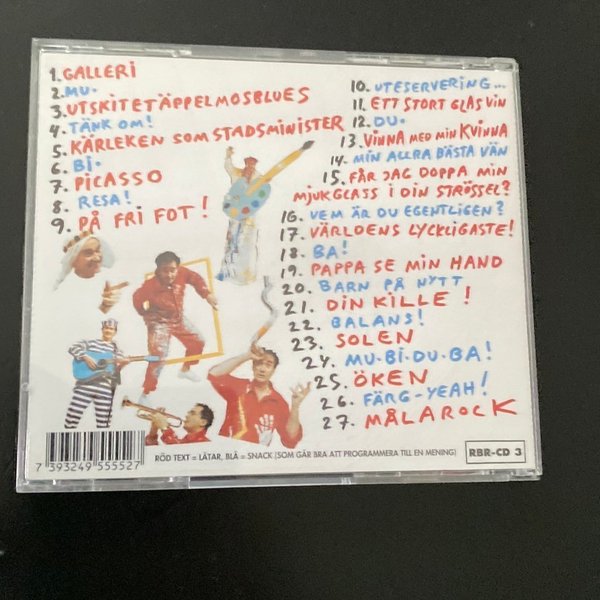 1. GALLERI
2. MU.
3. UTSKITETÄPPELMOSBLUES
4. TÄNK OM!
5. KÄRLEKEN SOM STADSMINISTER
6. BI.
7. PICASSO
8. RESA!
9. PÅ FRI FOT!
10. UTESERVERING...
11. ETT STORT GLAS VIN
12. DU.
13. VINNA MED MIN KVINNA
14. MIN ALLRA BÄSTA VÄN
15. FÅR JAG DOPPA MIN
MJUKGLASS I DIN STRÖSSEL?
16. VEM ÄR DU EGENTLIGEN?
17. VÄRLDENS LYCKLIGASTE!
18. BA!
19. PAPPA SE MIN HAND
20. BARN PÅ NYTT
21. DIN KILLE!
22. BALANS!
23. SOLEN
24. MU·BI·DU·BA!
25. ÖKEN
26. FÄRG-YEAH!
27. MÅLAROCK
7 393249 555527
RÖD TEXT = LÅTAR, BLÅ = SNACK (SOM GÅR BRA ATT PROGRAMMERA TILL EN MENING)
RBR-CD 3